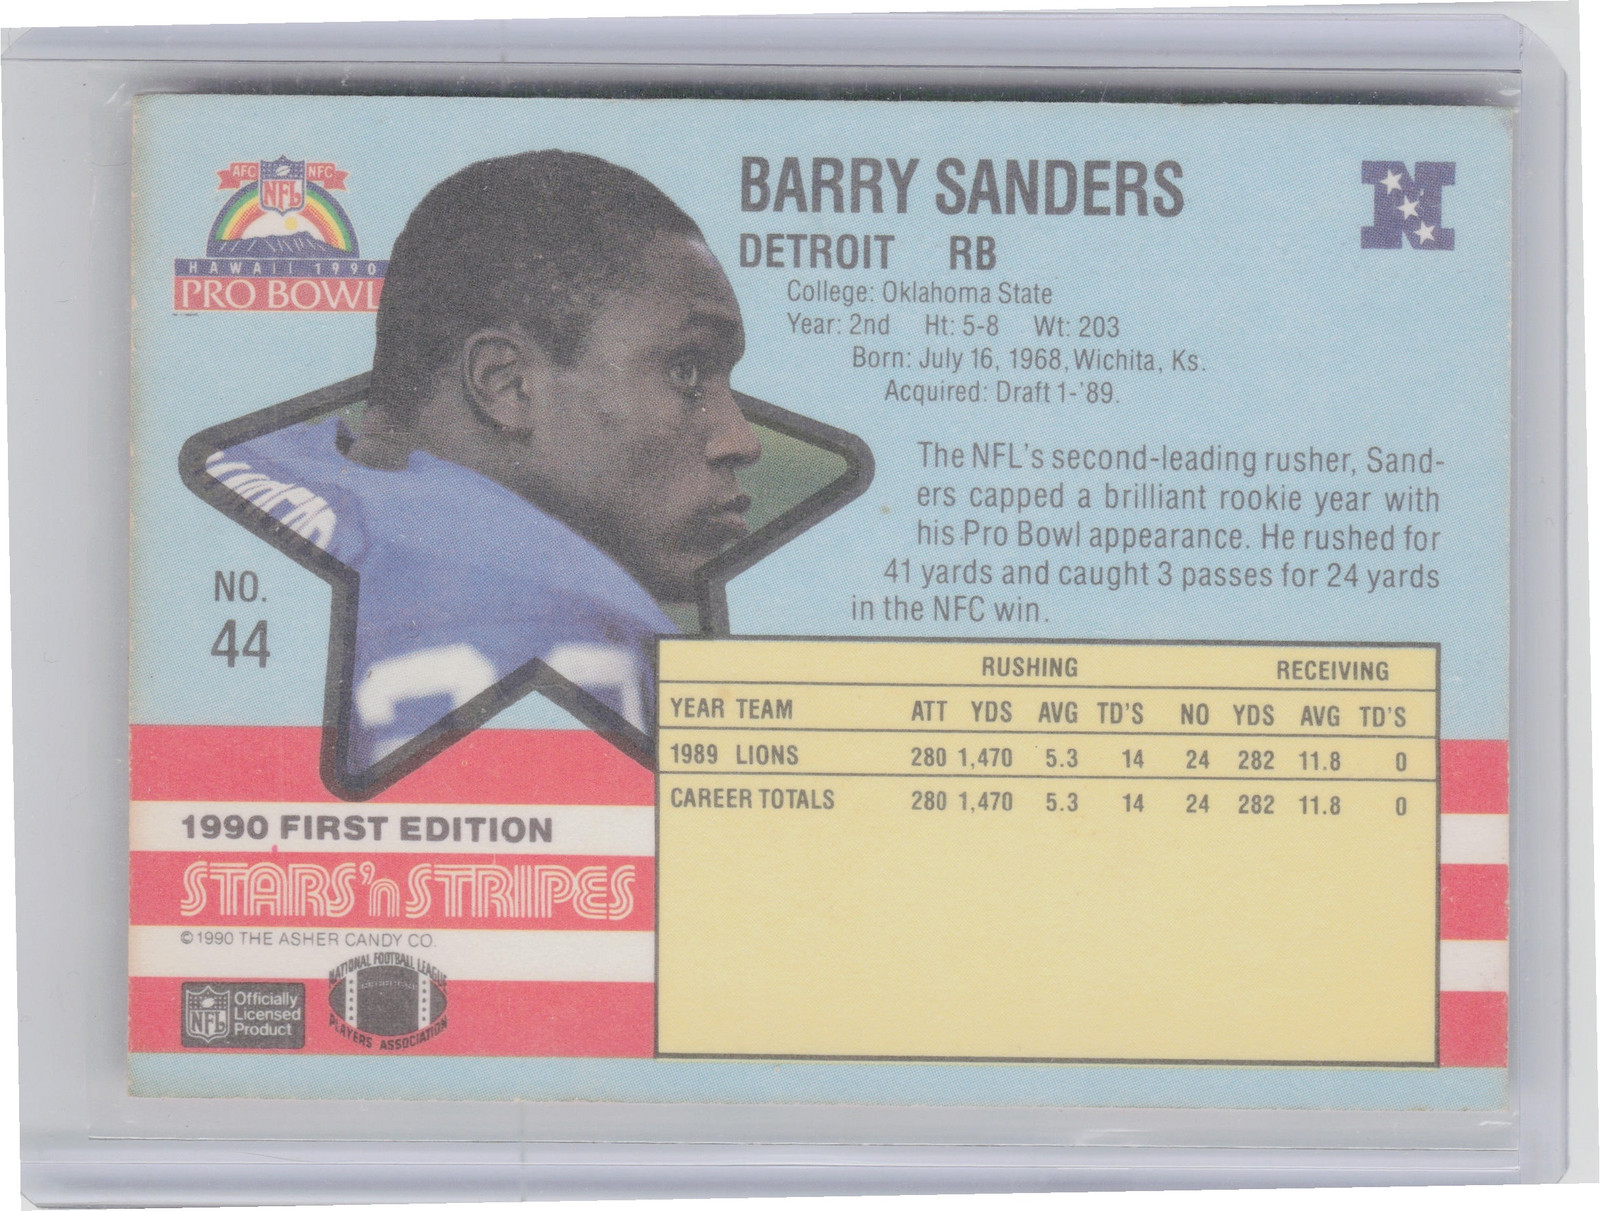 AFC NFL NFC
HAWAII 1990
PRO BOWL
BARRY SANDERS
DETROIT RB
College: Oklahoma State
Year: 2nd Ht: 5-8 Wt: 203
Born: July 16, 1968, Wichita, Ks.
Acquired: Draft 1-'89.
N
The NFL's second-leading rusher, Sand-
ers capped a brilliant rookie year with
his Pro Bowl appearance. He rushed for
41 yards and caught 3 passes for 24 yards
in the NFC win.
NO.
44
RUSHING RECEIVING
YEAR TEAM ATT YDS AVG TD'S NO YDS AVG TD'S
1989 LIONS 280 1,470 5.3 14 24 282 11.8 0
CAREER TOTALS 280 1,470 5.3 14 24 282 11.8 0
1990 FIRST EDITION
STARS'n STRIPES
©1990 THE ASHER CANDY CO.
NFL
Officially
Licensed
Product
NATIONAL FOOTBALL LEAGUE
PLAYERS ASSOCIATION